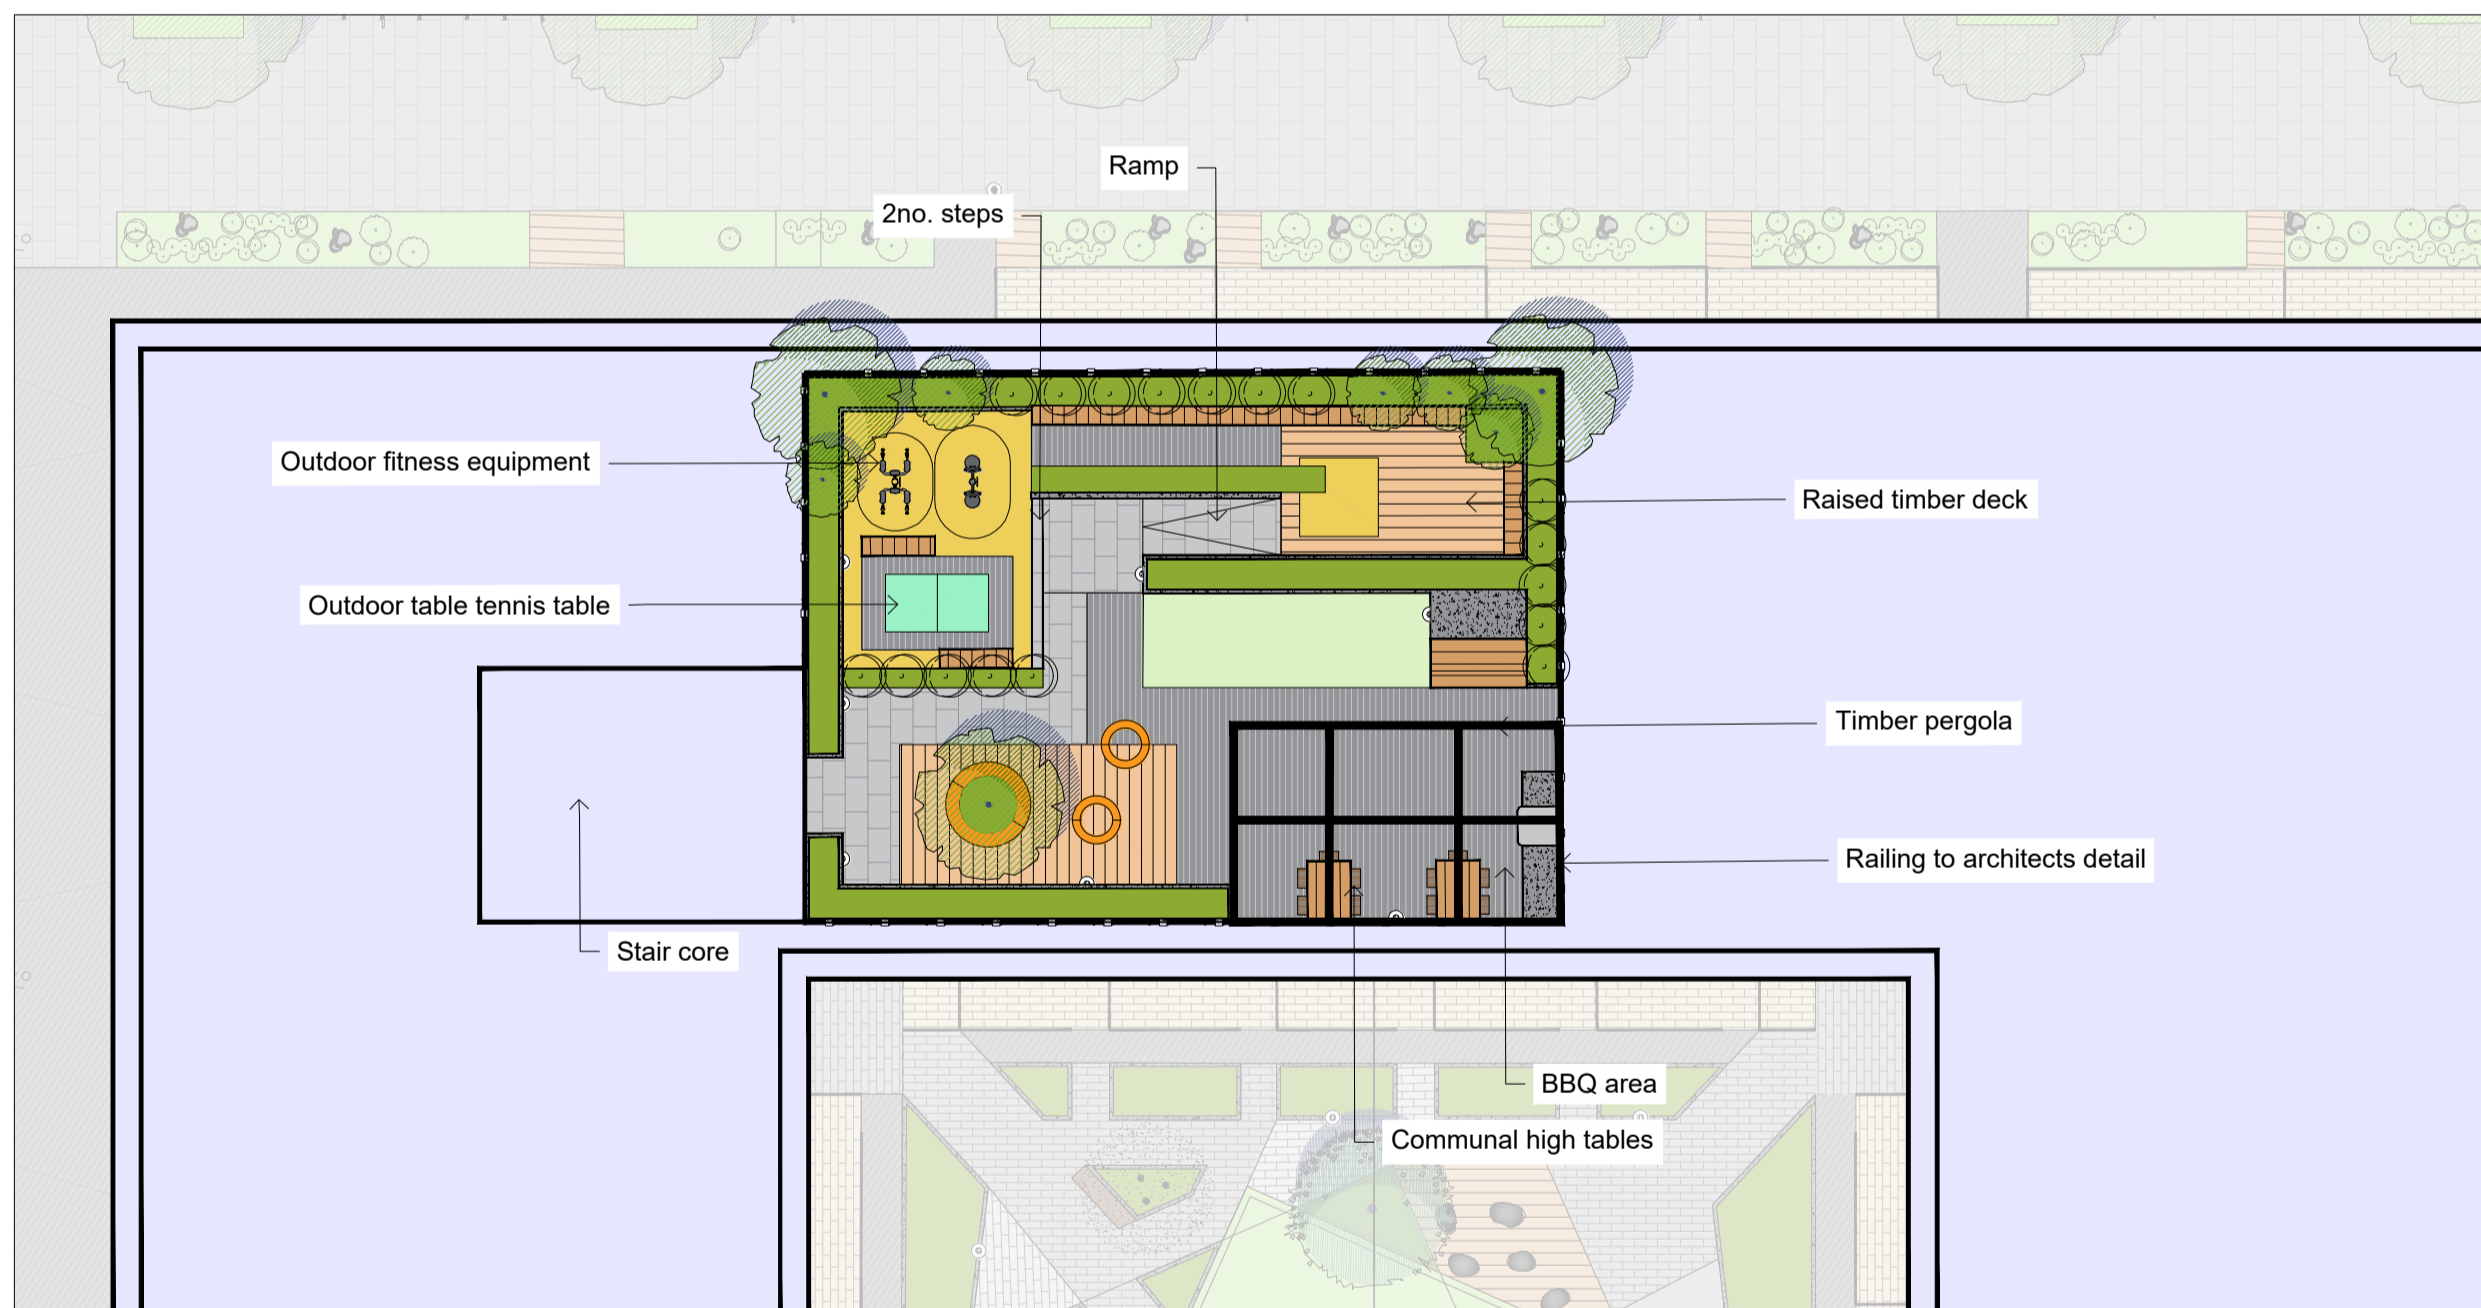 Ramp
2no. steps
Outdoor fitness equipment
Raised timber deck
Outdoor table tennis table
Timber pergola
Railing to architects detail
Stair core
BBQ area
Communal high tables